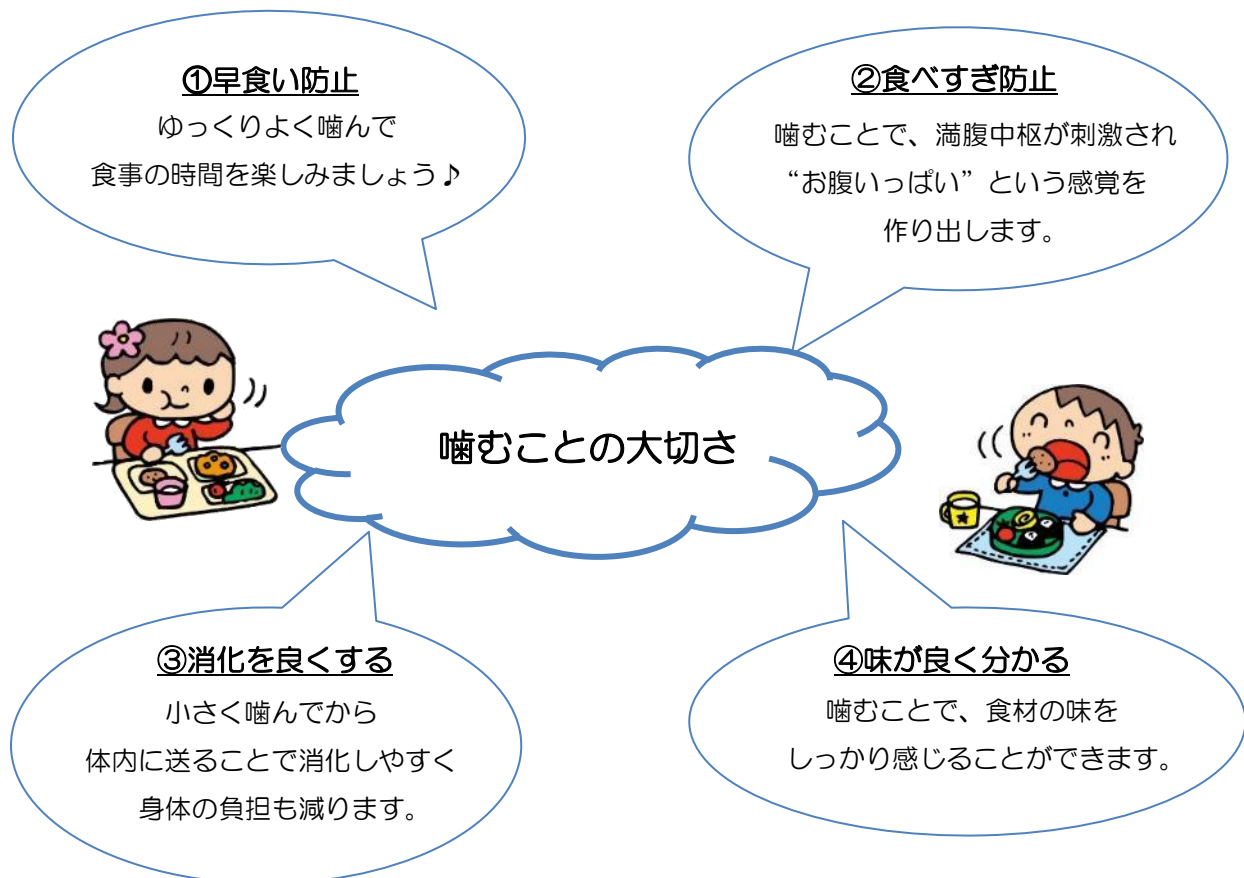 ①早食い防止
ゆっくりよく噛んで
食事の時間を楽しみましょう♪
②食べすぎ防止
噛むことで、満腹中枢が刺激され
“お腹いっぱい”という感覚を
作り出します。
噛むことの大切さ
③消化を良くする
小さく噛んでから
体内に送ることで消化しやすく
身体の負担も減ります。
④味が良く分かる
噛むことで、食材の味を
しっかり感じることができます。